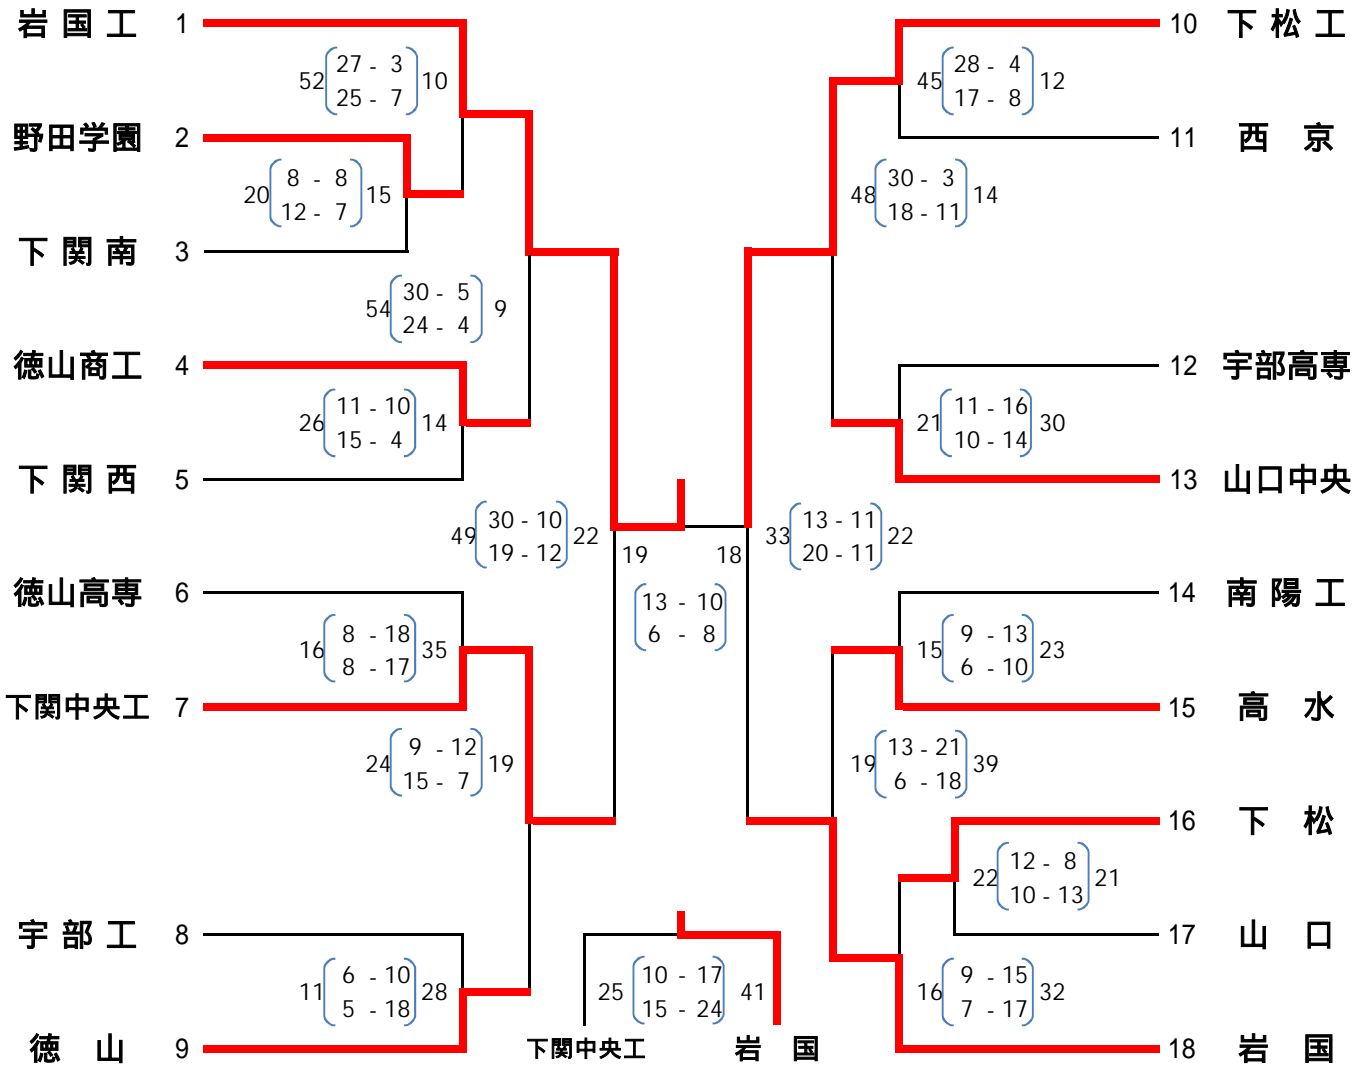 岩国工 1
52 27 - 3 10
25 - 7
野田学園 2
20 8 - 8 15
12 - 7
下関南 3
54 30 - 5 9
24 - 4
徳山商工 4
26 11 - 10 14
15 - 4
下関西 5
49 30 - 10 22
19 - 12
徳山高専 6
16 8 - 18 35
8 - 17
下関中央工 7
24 9 - 12 19
15 - 7
宇部工 8
11 6 - 10 28
5 - 18
徳山 9
19 18
13 - 10
6 - 8
25 10 - 17 41
15 - 24
下関中央工 岩国
10 下松工
45 28 - 4 12
17 - 8
11 西京
48 30 - 3 14
18 - 11
12 宇部高専
21 11 - 16 30
10 - 14
13 山口中央
33 13 - 11 22
20 - 11
14 南陽工
15 9 - 13 23
6 - 10
15 高水
19 13 - 21 39
6 - 18
16 下松
22 12 - 8 21
10 - 13
17 山口
16 9 - 15 32
7 - 17
18 岩国